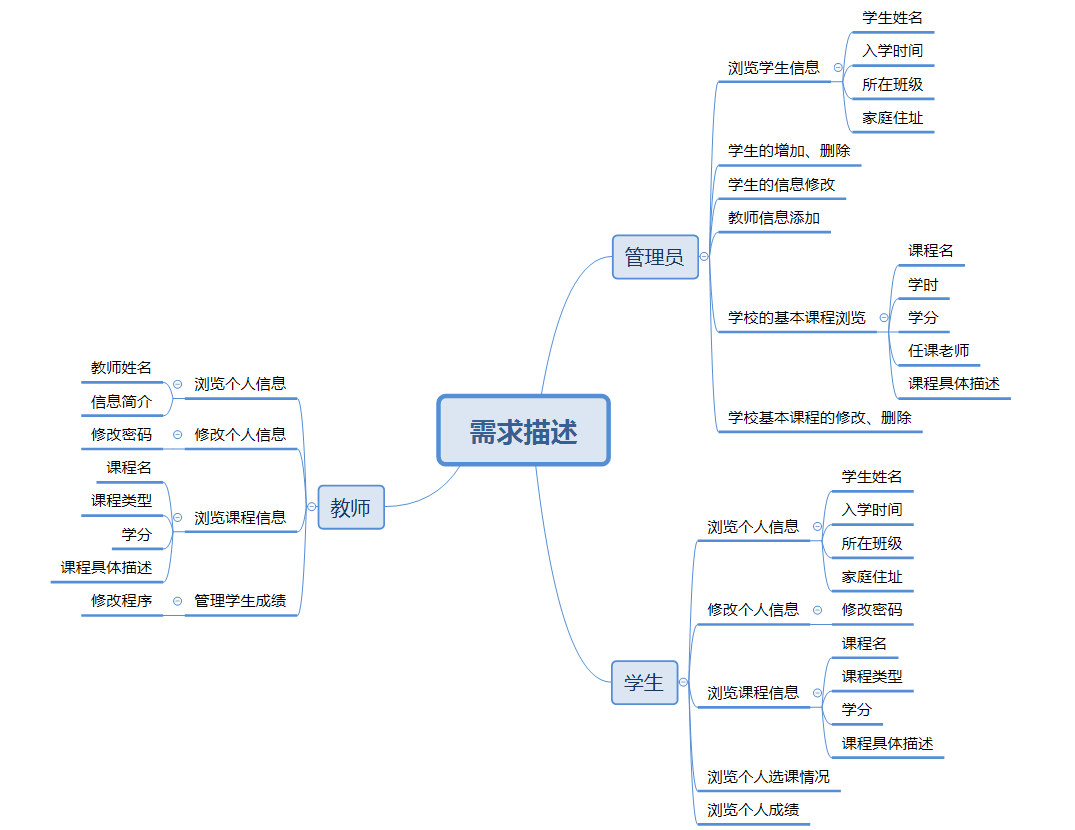 需求描述
管理员
浏览学生信息
学生姓名
入学时间
所在班级
家庭住址
学生的增加、删除
学生的信息修改
教师信息添加
学校的基本课程浏览
课程名
学时
学分
任课老师
课程具体描述
学校基本课程的修改、删除
学生
浏览个人信息
学生姓名
入学时间
所在班级
家庭住址
修改个人信息
修改密码
浏览课程信息
课程名
课程类型
学分
课程具体描述
浏览个人选课情况
浏览个人成绩
教师
浏览个人信息
教师姓名
信息简介
修改个人信息
修改密码
浏览课程信息
课程名
课程类型
学分
课程具体描述
管理学生成绩
修改程序